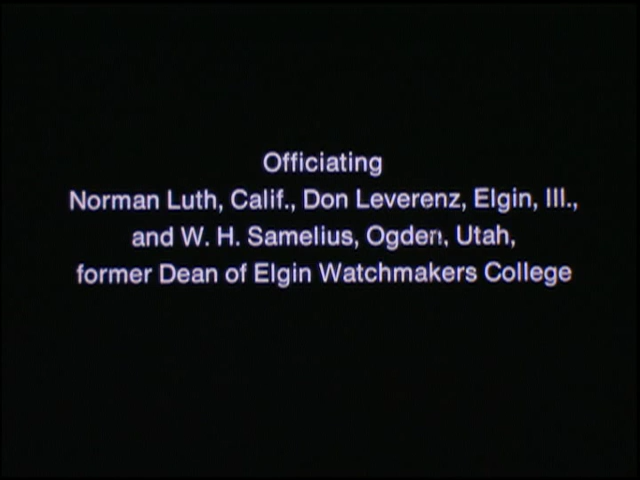 Officiating
Norman Luth, Calif., Don Leverenz, Elgin, Ill.,
and W. H. Samelius, Ogden, Utah,
former Dean of Elgin Watchmakers College